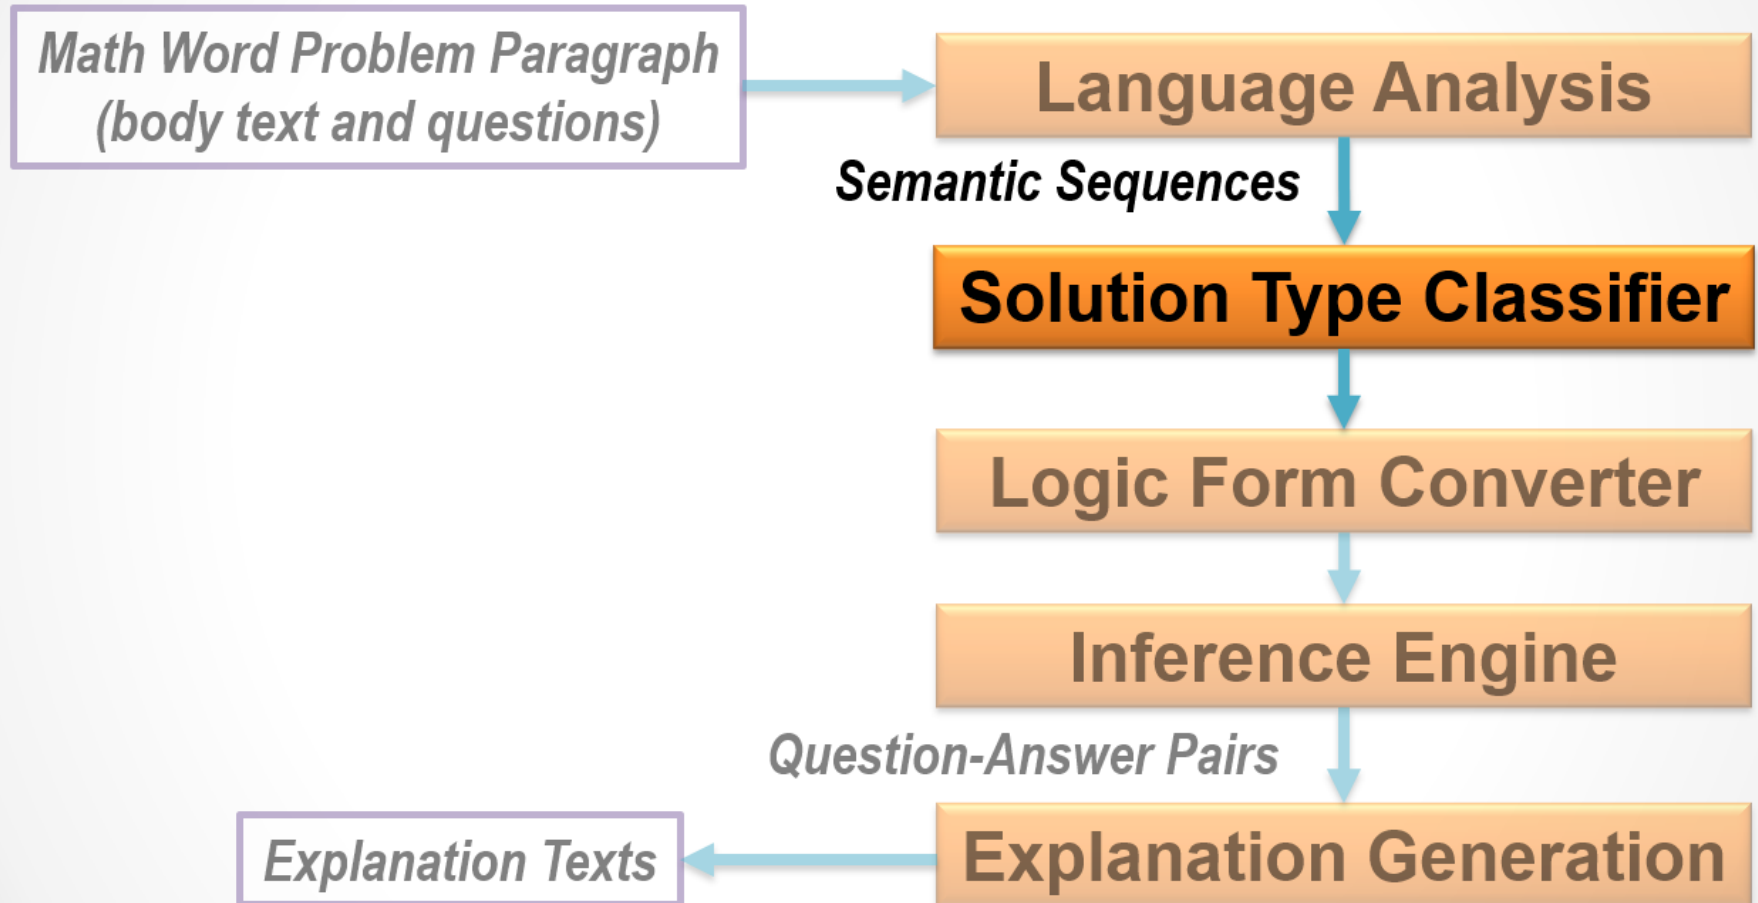 Math Word Problem Paragraph
(body text and questions)
Language Analysis
Semantic Sequences
Solution Type Classifier
Logic Form Converter
Inference Engine
Question-Answer Pairs
Explanation Texts
Explanation Generation